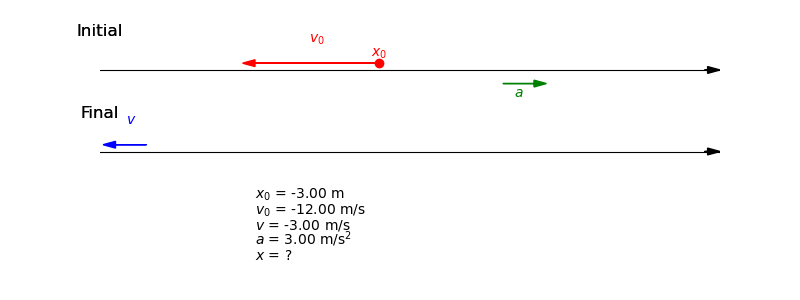 Initial
v₀
x₀
a
Final
v
x₀ = -3.00 m
v₀ = -12.00 m/s
v = -3.00 m/s
a = 3.00 m/s²
x = ?